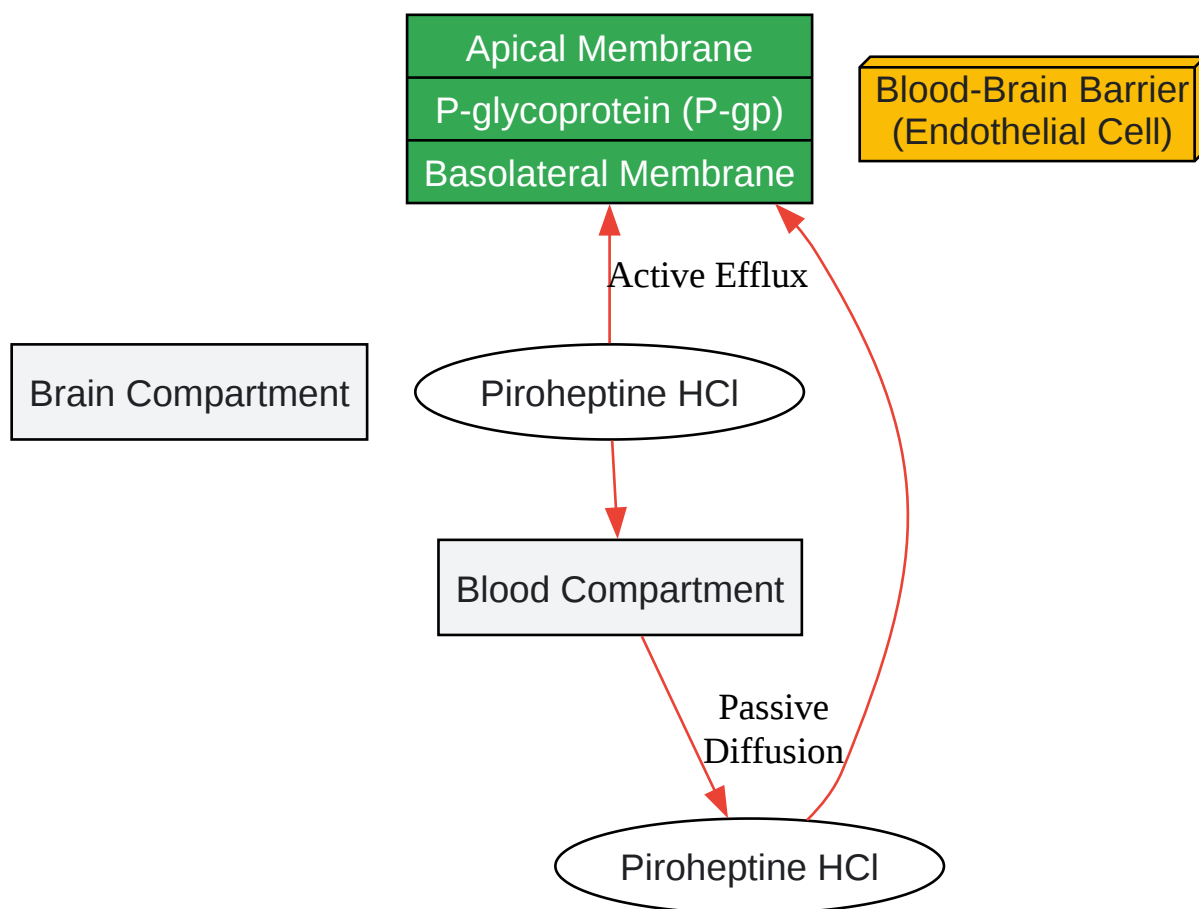 Apical Membrane
P-glycoprotein (P-gp)
Basolateral Membrane
Blood-Brain Barrier
(Endothelial Cell)
Active Efflux
Brain Compartment
Piroheptine HCl
Blood Compartment
Passive
Diffusion
Piroheptine HCl